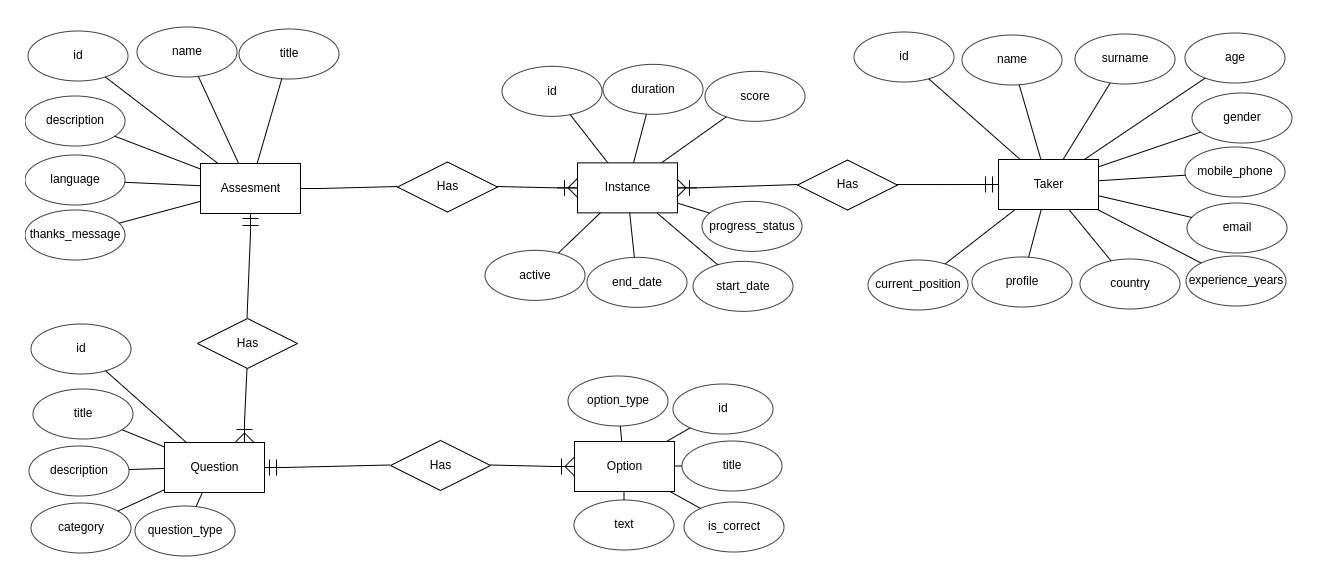 id
name
title
description
language
thanks_message
Assesment
Has
id
duration
score
Instance
progress_status
active
end_date
start_date
Has
id
name
surname
age
gender
mobile_phone
email
experience_years
Taker
current_position
profile
country
Has
id
title
description
category
question_type
Question
Has
option_type
id
title
Option
text
is_correct